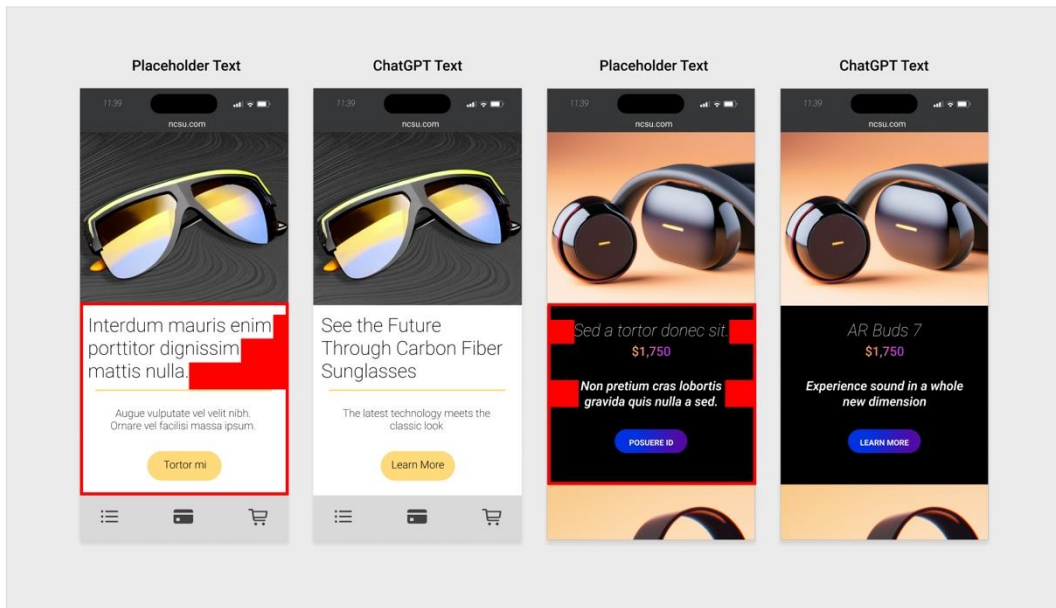 Placeholder Text
ChatGPT Text
Placeholder Text
ChatGPT Text
11:39
ncsu.com
Interdum mauris enim
porttitor dignissim
mattis nulla.
Augue vulputate vel velit nibh.
Ornare vel facilisi massa ipsum.
Tortor mi
11:39
ncsu.com
See the Future
Through Carbon Fiber
Sunglasses
The latest technology meets the
classic look
Learn More
11:39
ncsu.com
Sed a tortor donec sit.
$1,750
Non pretium cras lobortis
gravida quis nulla a sed.
POSUERE ID
11:39
ncsu.com
AR Buds 7
$1,750
Experience sound in a whole
new dimension
LEARN MORE